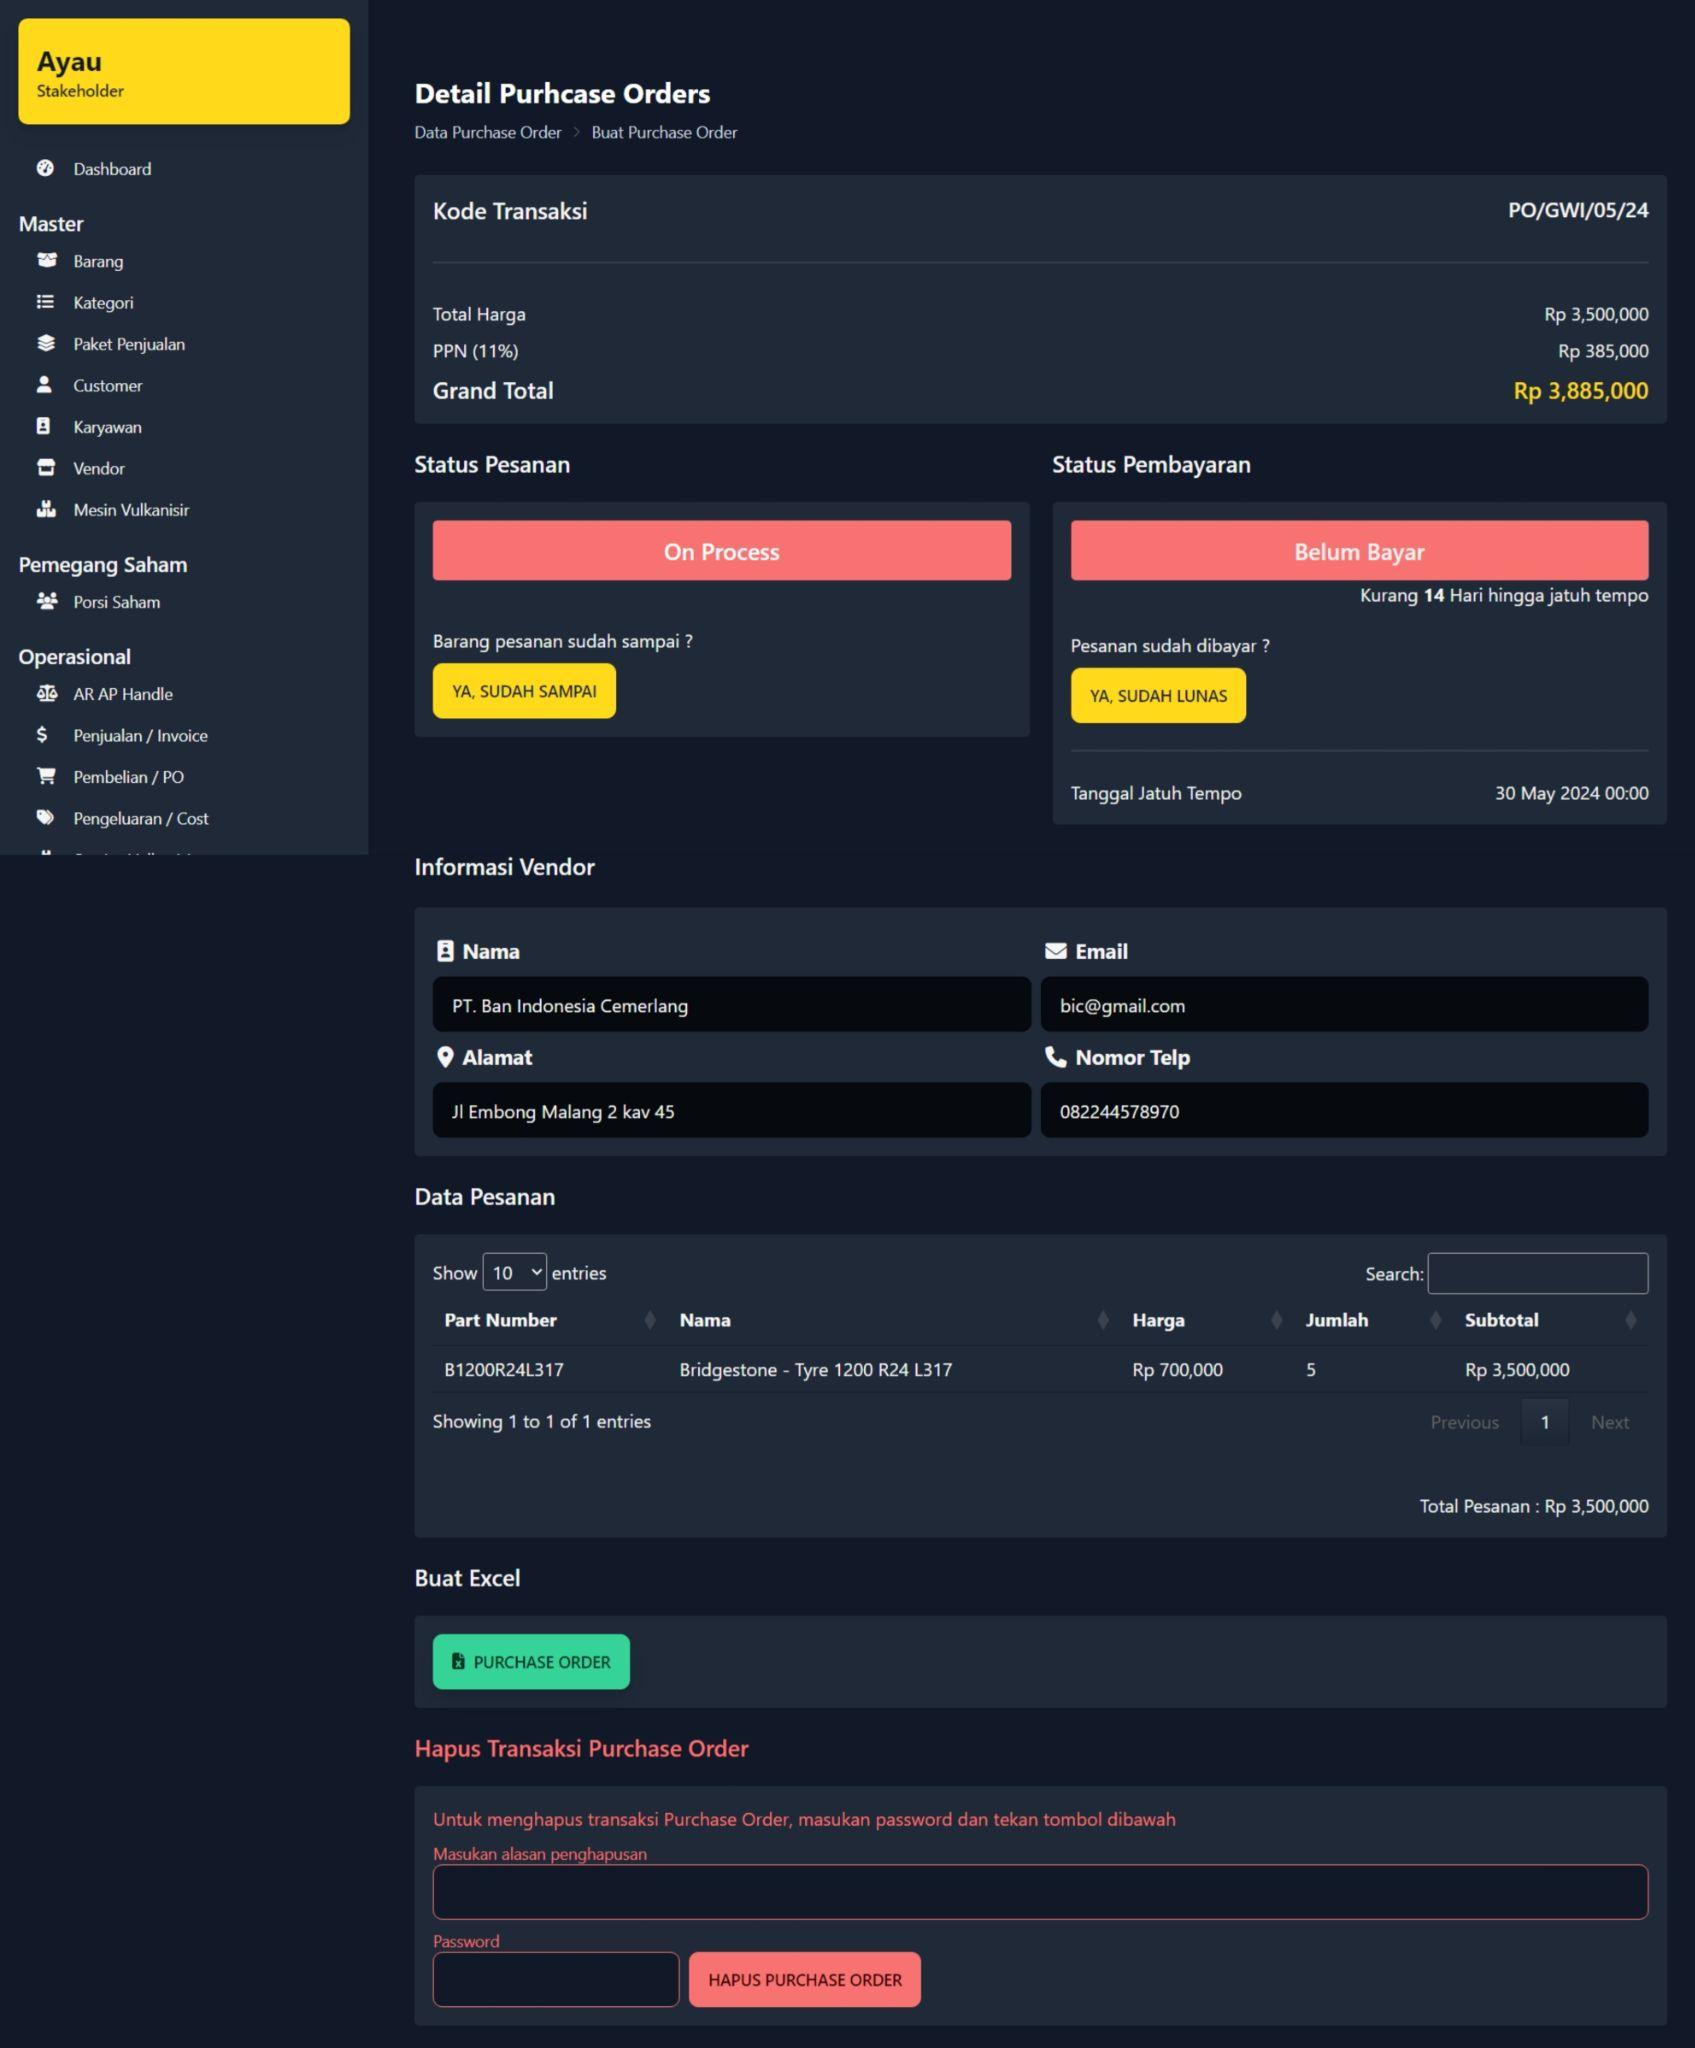 Ayau
Stakeholder
Dashboard
Master
Barang
Kategori
Paket Penjualan
Customer
Karyawan
Vendor
Mesin Vulkanisir
Pemegang Saham
Porsi Saham
Operasional
AR AP Handle
Penjualan / Invoice
Pembelian / PO
Pengeluaran / Cost
Detail Purhcase Orders
Data Purchase Order > Buat Purchase Order
Kode Transaksi PO/GWI/05/24
Total Harga Rp 3,500,000
PPN (11%) Rp 385,000
Grand Total Rp 3,885,000
Status Pesanan
On Process
Barang pesanan sudah sampai ?
YA, SUDAH SAMPAI
Status Pembayaran
Belum Bayar
Kurang 14 Hari hingga jatuh tempo
Pesanan sudah dibayar ?
YA, SUDAH LUNAS
Tanggal Jatuh Tempo 30 May 2024 00:00
Informasi Vendor
Nama
PT. Ban Indonesia Cemerlang
Email
bic@gmail.com
Alamat
Jl Embong Malang 2 kav 45
Nomor Telp
082244578970
Data Pesanan
Show 10 entries Search:
Part Number Nama Harga Jumlah Subtotal
B1200R24L317 Bridgestone - Tyre 1200 R24 L317 Rp 700,000 5 Rp 3,500,000
Showing 1 to 1 of 1 entries Previous 1 Next
Total Pesanan : Rp 3,500,000
Buat Excel
PURCHASE ORDER
Hapus Transaksi Purchase Order
Untuk menghapus transaksi Purchase Order, masukan password dan tekan tombol dibawah
Masukan alasan penghapusan
Password
HAPUS PURCHASE ORDER